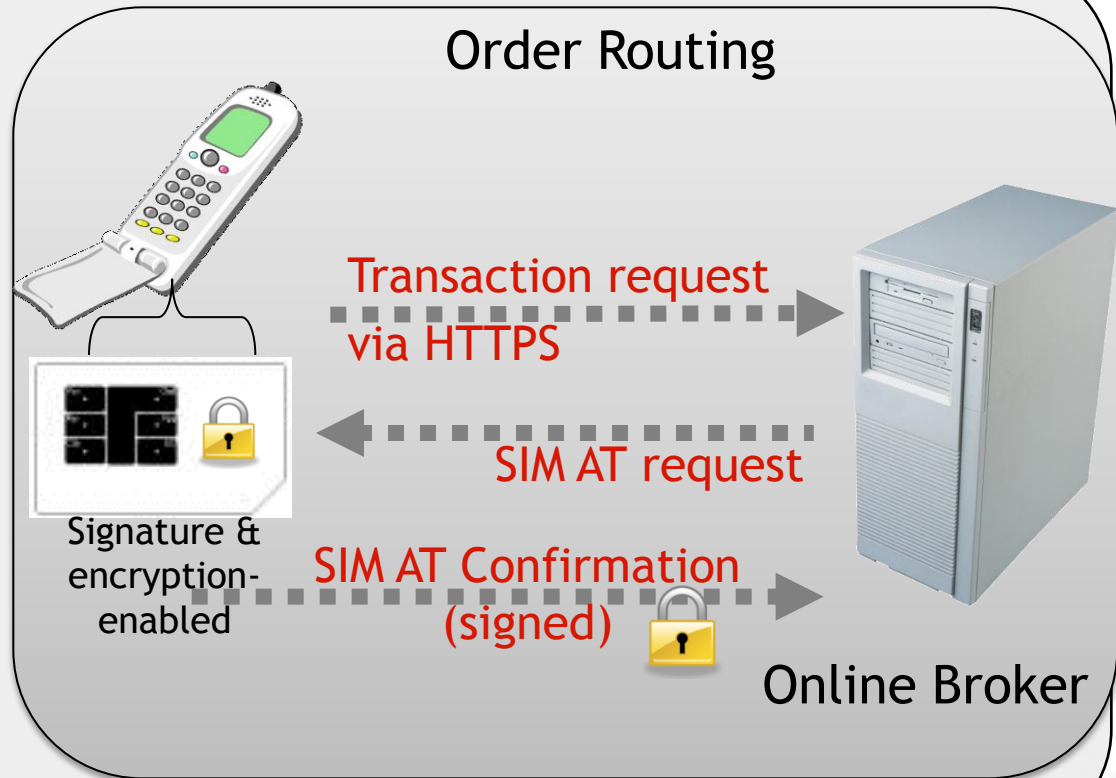 Order Routing
Transaction request
via HTTPS
SIM AT request
Signature &
encryption-
enabled
SIM AT Confirmation
(signed)
Online Broker